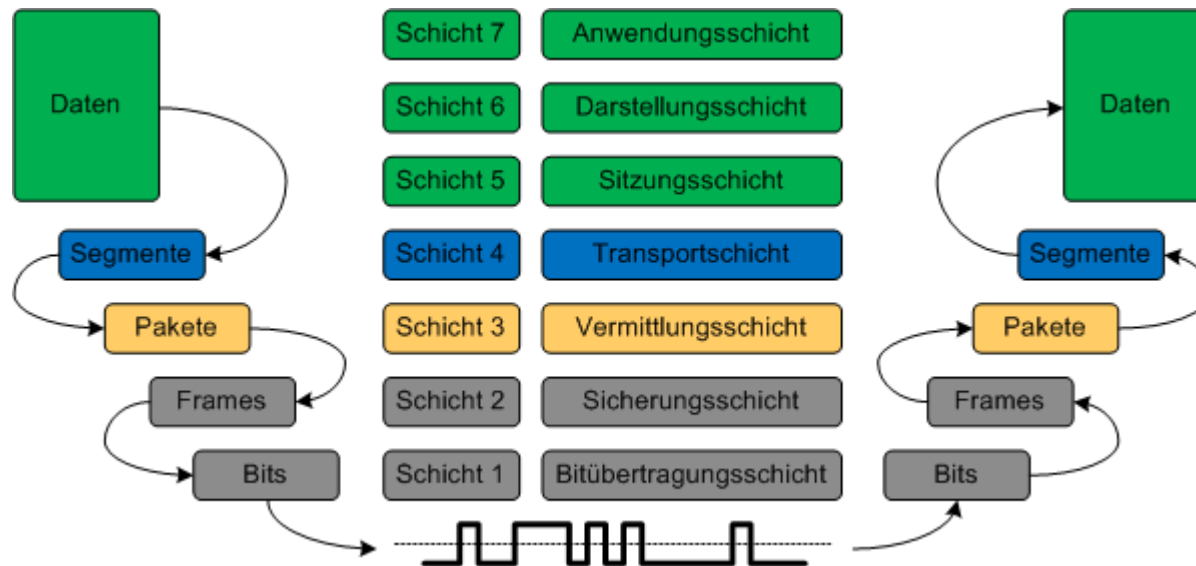 Daten
Schicht 7 Anwendungsschicht
Daten
Schicht 6 Darstellungsschicht
Schicht 5 Sitzungsschicht
Segmente
Schicht 4 Transportschicht
Segmente
Pakete
Schicht 3 Vermittlungsschicht
Pakete
Frames
Schicht 2 Sicherungsschicht
Frames
Bits
Schicht 1 Bitübertragungsschicht
Bits